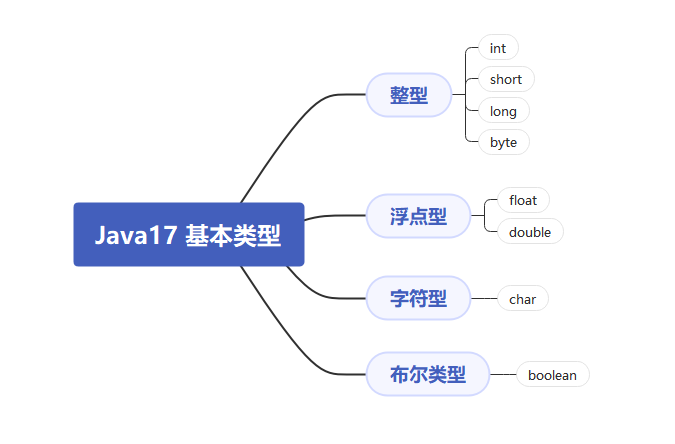 Java17 基本类型
整型
int
short
long
byte
浮点型
float
double
字符型
char
布尔类型
boolean